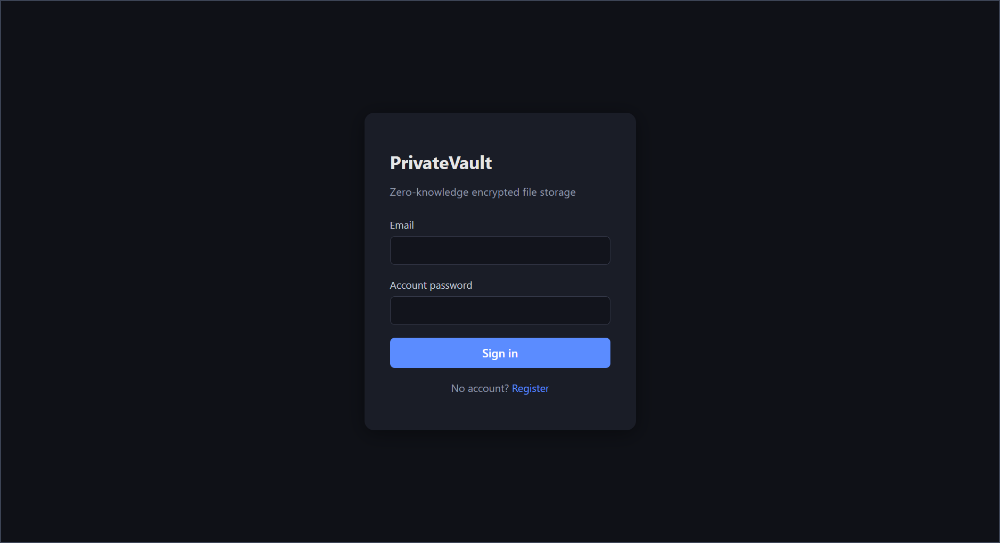 PrivateVault
Zero-knowledge encrypted file storage
Email
Account password
Sign in
No account? Register